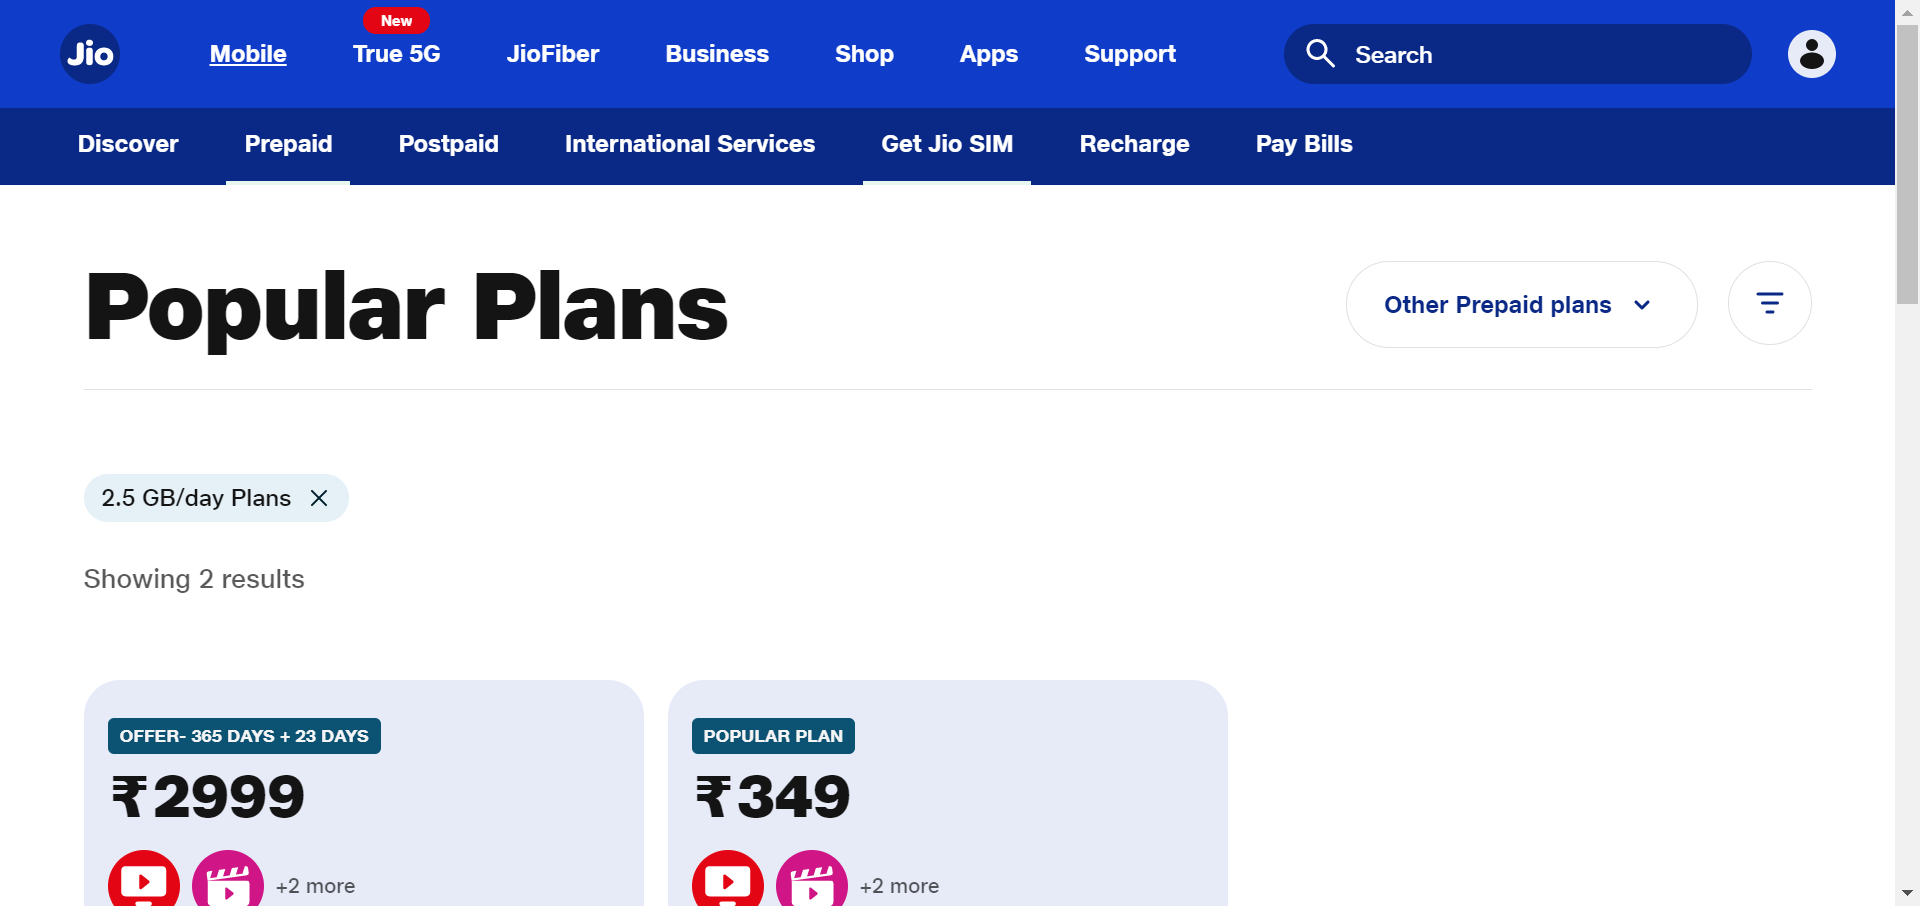 New
Jio Mobile True 5G JioFiber Business Shop Apps Support Search
Discover Prepaid Postpaid International Services Get Jio SIM Recharge Pay Bills
Popular Plans
Other Prepaid plans
2.5 GB/day Plans
Showing 2 results
OFFER- 365 DAYS + 23 DAYS
₹2999
+2 more
POPULAR PLAN
₹349
+2 more